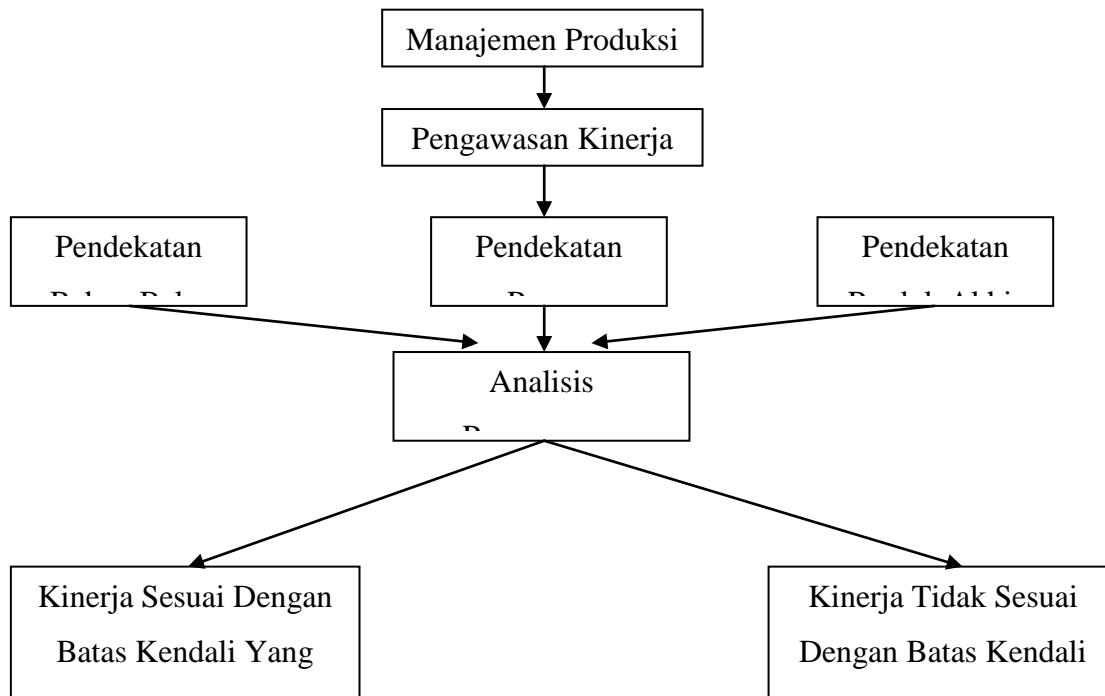 Manajemen Produksi
Pengawasan Kinerja
Pendekatan
Pendekatan
Pendekatan
Analisis
Kinerja Sesuai Dengan
Batas Kendali Yang
Kinerja Tidak Sesuai
Dengan Batas Kendali